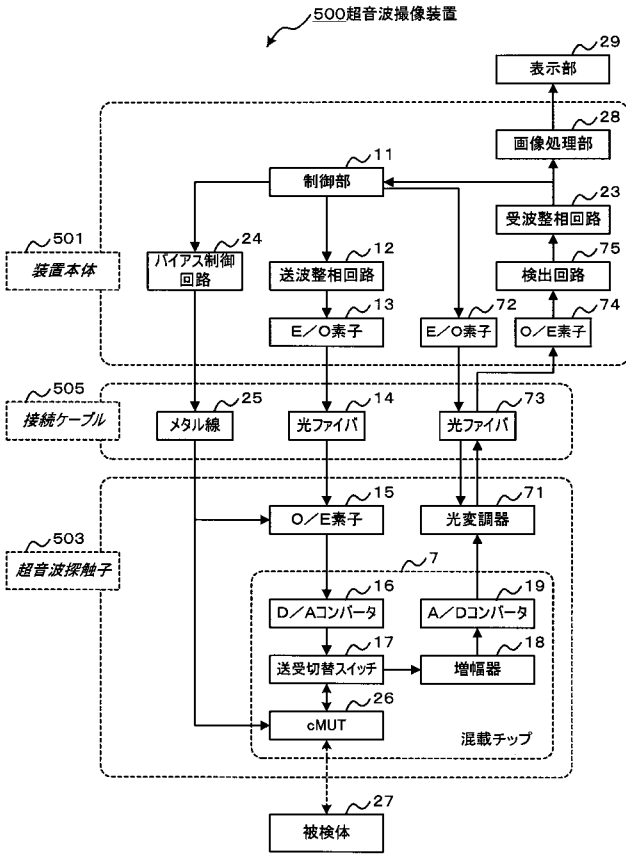 500超音波撮像装置
29
表示部
28
画像処理部
11
制御部
23
受波整相回路
501
装置本体
24
バイアス制御
回路
12
送波整相回路
75
検出回路
13
E/O素子
72
E/O素子
74
O/E素子
505
接続ケーブル
25
メタル線
14
光ファイバ
73
光ファイバ
15
O/E素子
71
光変調器
503
超音波探触子
7
16
D/Aコンバータ
19
A/Dコンバータ
17
送受切替スイッチ
18
増幅器
26
cMUT
混載チップ
27
被検体